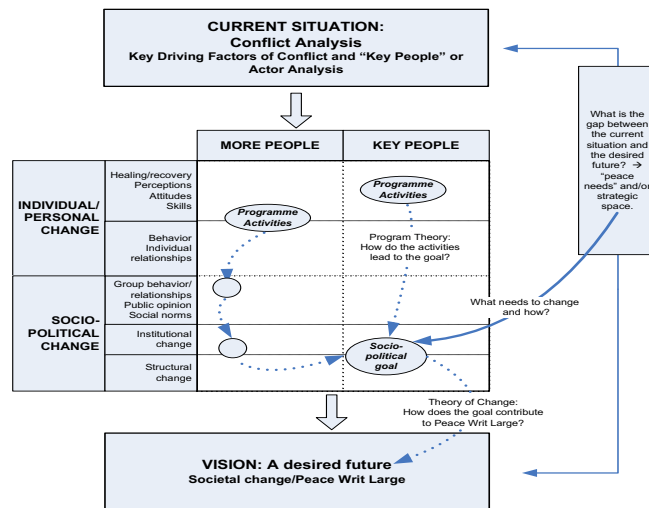 CURRENT SITUATION:
Conflict Analysis
Key Driving Factors of Conflict and “Key People” or
Actor Analysis
What is the
gap between
the current
situation and
the desired
future? →
“peace
needs” and/or
strategic
space.
MORE PEOPLE
KEY PEOPLE
INDIVIDUAL/
PERSONAL
CHANGE
Healing/recovery
Perceptions
Attitudes
Skills
Programme
Activities
Programme
Activities
Behavior
Individual
relationships
Program Theory:
How do the activities
lead to the goal?
SOCIO-
POLITICAL
CHANGE
Group behavior/
relationships
Public opinion
Social norms
What needs to change
and how?
Institutional
change
Socio-
political
goal
Structural
change
Theory of Change:
How does the goal contribute
to Peace Writ Large?
VISION: A desired future
Societal change/Peace Writ Large